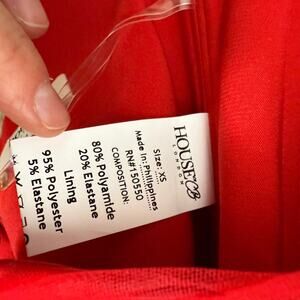 HOUSE OF CB
LONDON
Size: XS
Made in: Philippines
RN#150550
COMPOSITION:
80% Polyamide
20% Elastane
Lining
95% Polyester
5% Elastane